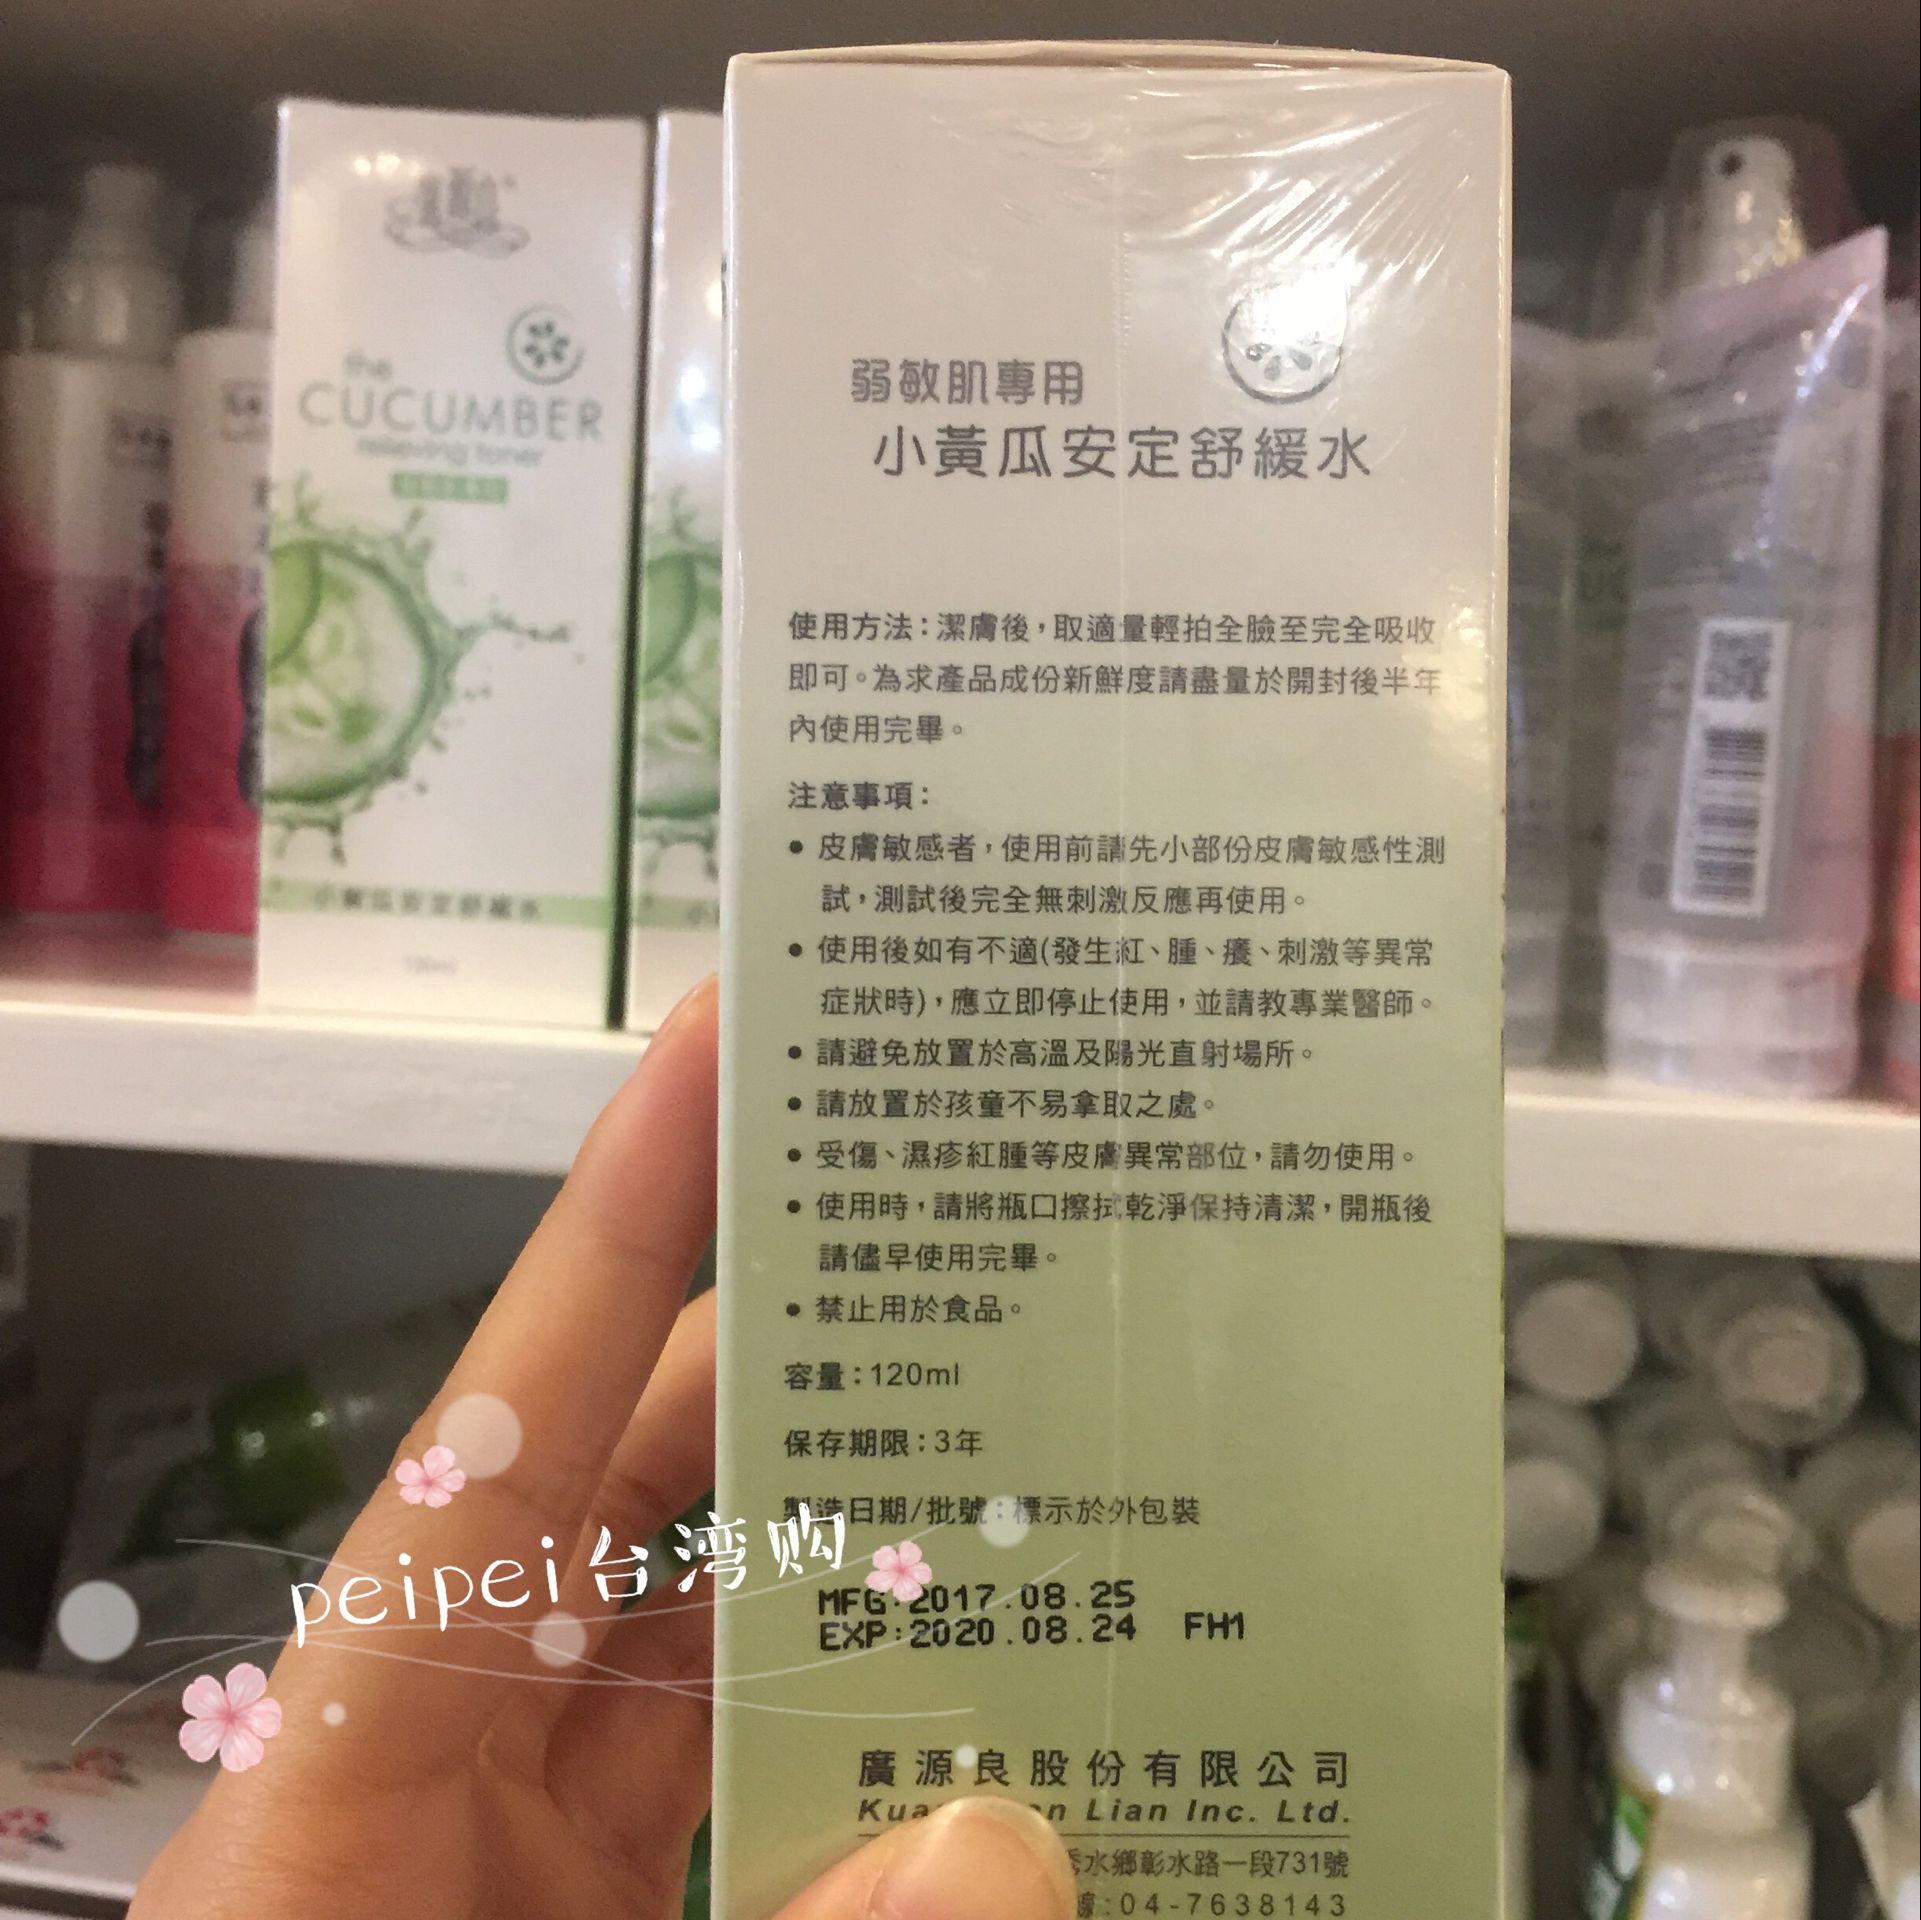 the
CUCUMBER
relieving toner
小黃瓜安定舒緩水
弱敏肌專用
小黃瓜安定舒緩水
使用方法：潔膚後，取適量輕拍全臉至完全吸收
即可。為求產品成份新鮮度請盡量於開封後半年
內使用完畢。
注意事項：
• 皮膚敏感者，使用前請先小部份皮膚敏感性測
試，測試後完全無刺激反應再使用。
• 使用後如有不適(發生紅、腫、癢、刺激等異常
症狀時)，應立即停止使用，並請教專業醫師。
• 請避免放置於高溫及陽光直射場所。
• 請放置於孩童不易拿取之處。
• 受傷、濕疹紅腫等皮膚異常部位，請勿使用。
• 使用時，請將瓶口擦拭乾淨保持清潔，開瓶後
請儘早使用完畢。
• 禁止用於食品。
容量：120ml
保存期限：3年
製造日期/批號：標示於外包裝
peipei台湾购
MFG:2017.08.25
EXP:2020.08.24 FH1
廣源良股份有限公司
Lian Inc. Ltd.
秀水鄉彰水路一段731號
:04-7638143